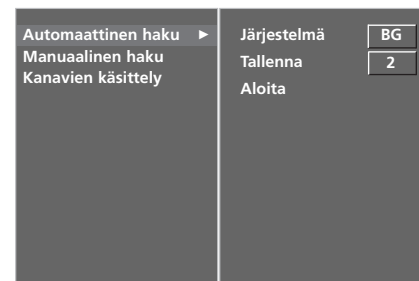 Automaattinen haku ►
Manuaalinen haku
Kanavien käsittely
Järjestelmä BG
Tallenna 2
Aloita